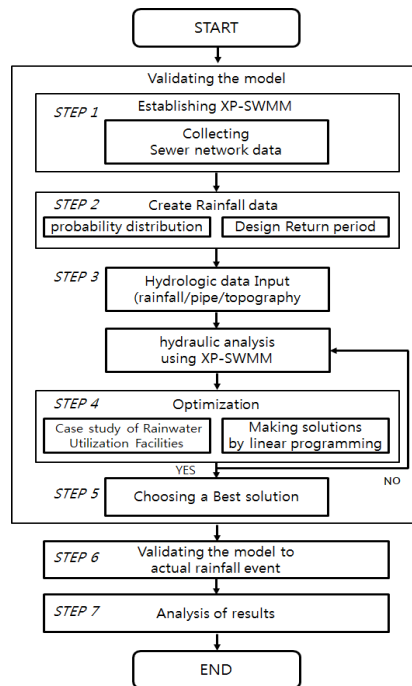 START
Validating the model
STEP 1
Establishing XP-SWMM
Collecting
Sewer network data
STEP 2
Create Rainfall data
probability distribution
Design Return period
STEP 3
Hydrologic data Input
(rainfall/pipe/topography
hydraulic analysis
using XP-SWMM
STEP 4
Optimization
Case study of Rainwater
Utilization Facilities
Making solutions
by linear programming
YES
NO
STEP 5
Choosing a Best solution
STEP 6
Validating the model to
actual rainfall event
STEP 7
Analysis of results
END